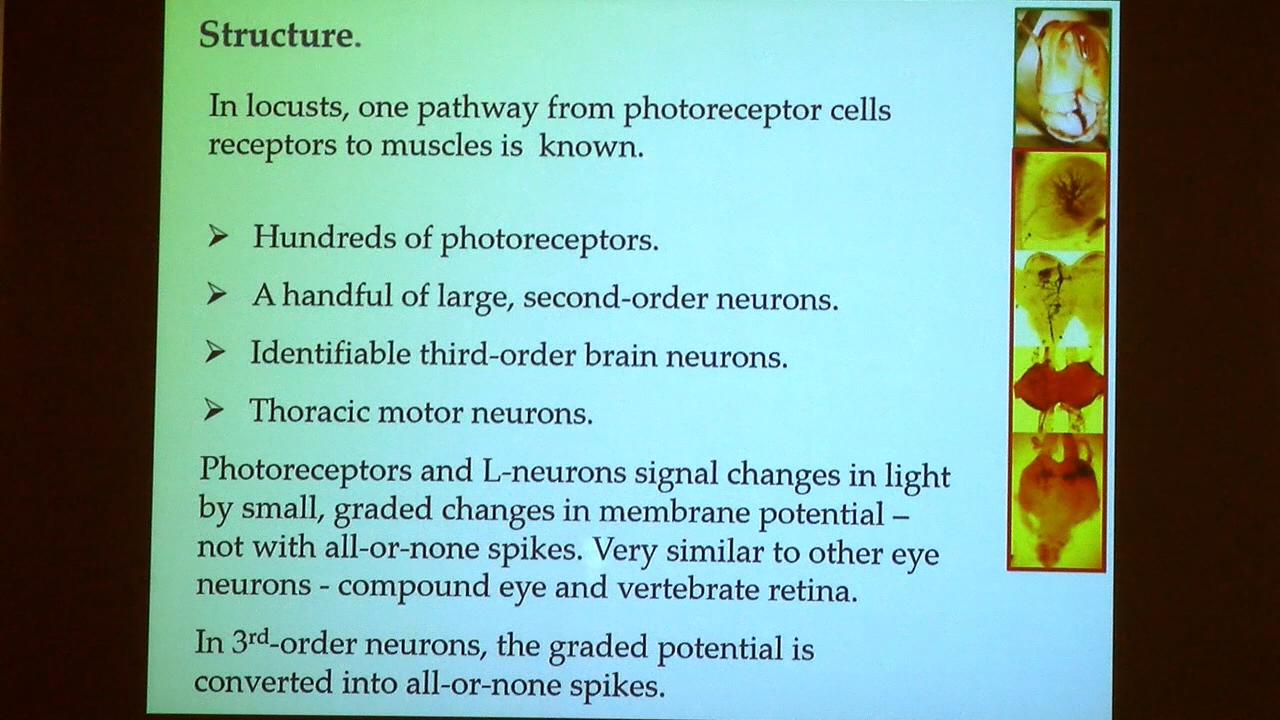 Structure.
In locusts, one pathway from photoreceptor cells
receptors to muscles is known.
➢ Hundreds of photoreceptors.
➢ A handful of large, second-order neurons.
➢ Identifiable third-order brain neurons.
➢ Thoracic motor neurons.
Photoreceptors and L-neurons signal changes in light
by small, graded changes in membrane potential –
not with all-or-none spikes. Very similar to other eye
neurons - compound eye and vertebrate retina.
In 3rd-order neurons, the graded potential is
converted into all-or-none spikes.